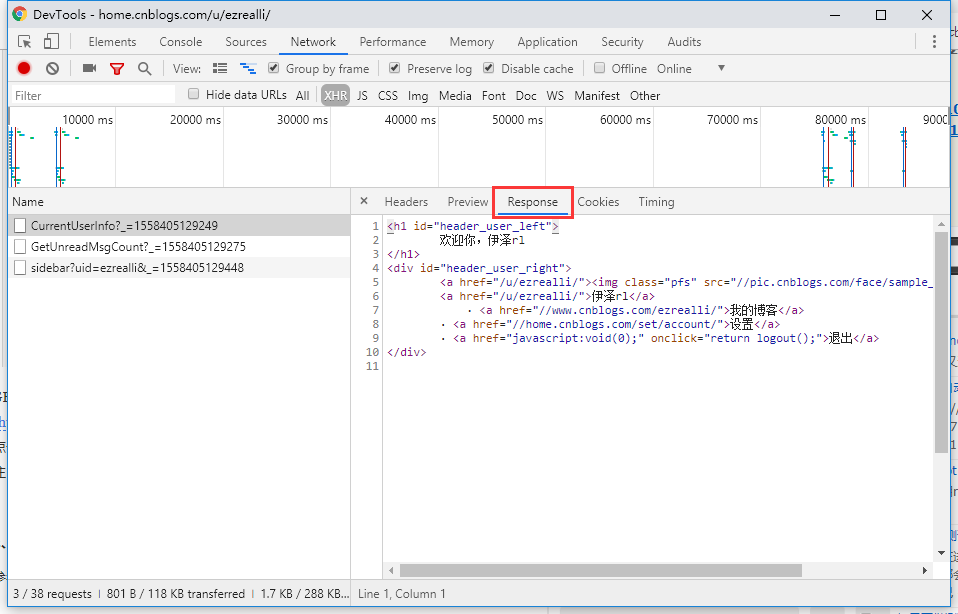 DevTools - home.cnblogs.com/u/ezrealli/
Elements Console Sources Network Performance Memory Application Security Audits
View: Group by frame Preserve log Disable cache Offline Online
Filter Hide data URLs All XHR JS CSS Img Media Font Doc WS Manifest Other
10000 ms 20000 ms 30000 ms 40000 ms 50000 ms 60000 ms 70000 ms 80000 ms 9000
Name
CurrentUserInfo?_=1558405129249
GetUnreadMsgCount?_=1558405129275
sidebar?uid=ezrealli&_=1558405129448
× Headers Preview Response Cookies Timing
1 <h1 id="header_user_left">
2 欢迎你，伊泽rl
3 </h1>
4 <div id="header_user_right">
5 <a href="/u/ezrealli/"><img class="pfs" src="//pic.cnblogs.com/face/sample_
6 <a href="/u/ezrealli/">伊泽rl</a>
7 · <a href="//www.cnblogs.com/ezrealli/">我的博客</a>
8 · <a href="//home.cnblogs.com/set/account/">设置</a>
9 · <a href="javascript:void(0);" onclick="return logout();">退出</a>
10 </div>
11
3 / 38 requests | 801 B / 118 KB transferred | 1.7 KB / 288 KB...
Line 1, Column 1